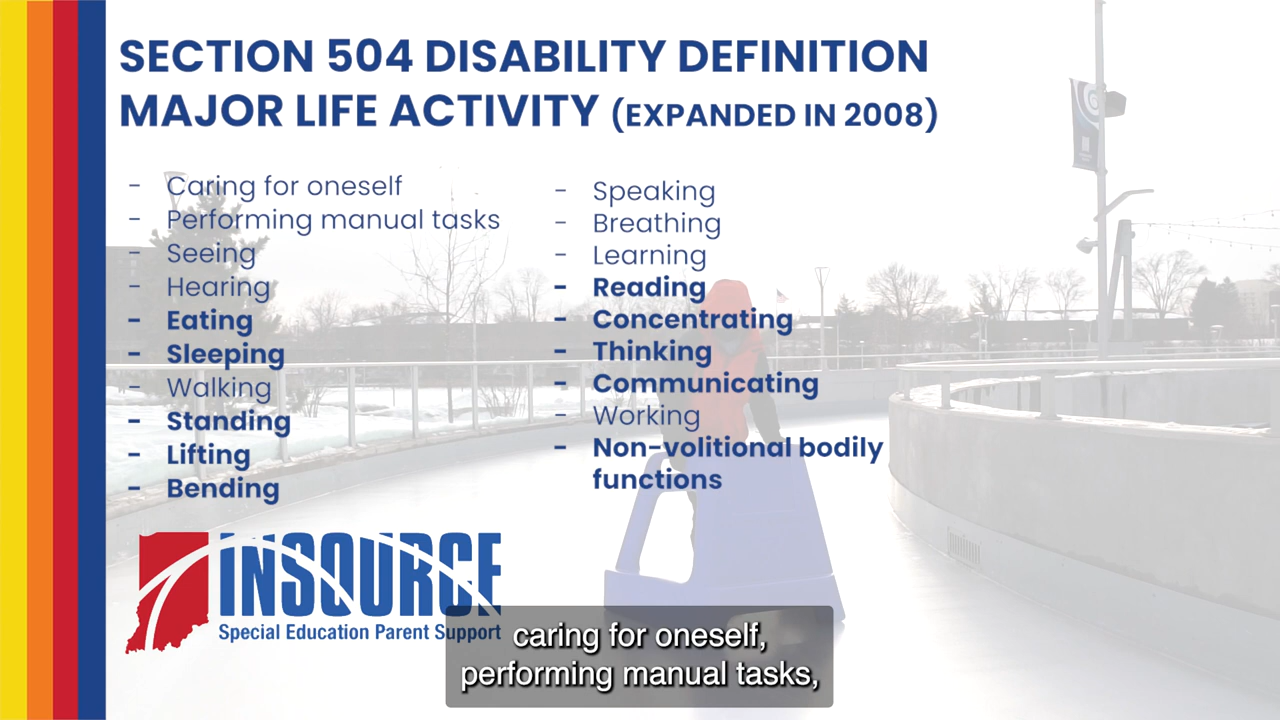 SECTION 504 DISABILITY DEFINITION
MAJOR LIFE ACTIVITY (EXPANDED IN 2008)
- Caring for oneself
- Performing manual tasks
- Seeing
- Hearing
- Eating
- Sleeping
- Walking
- Standing
- Lifting
- Bending
- Speaking
- Breathing
- Learning
- Reading
- Concentrating
- Thinking
- Communicating
- Working
- Non-volitional bodily
functions
INSOURCE
Special Education Parent Support
caring for oneself,
performing manual tasks,